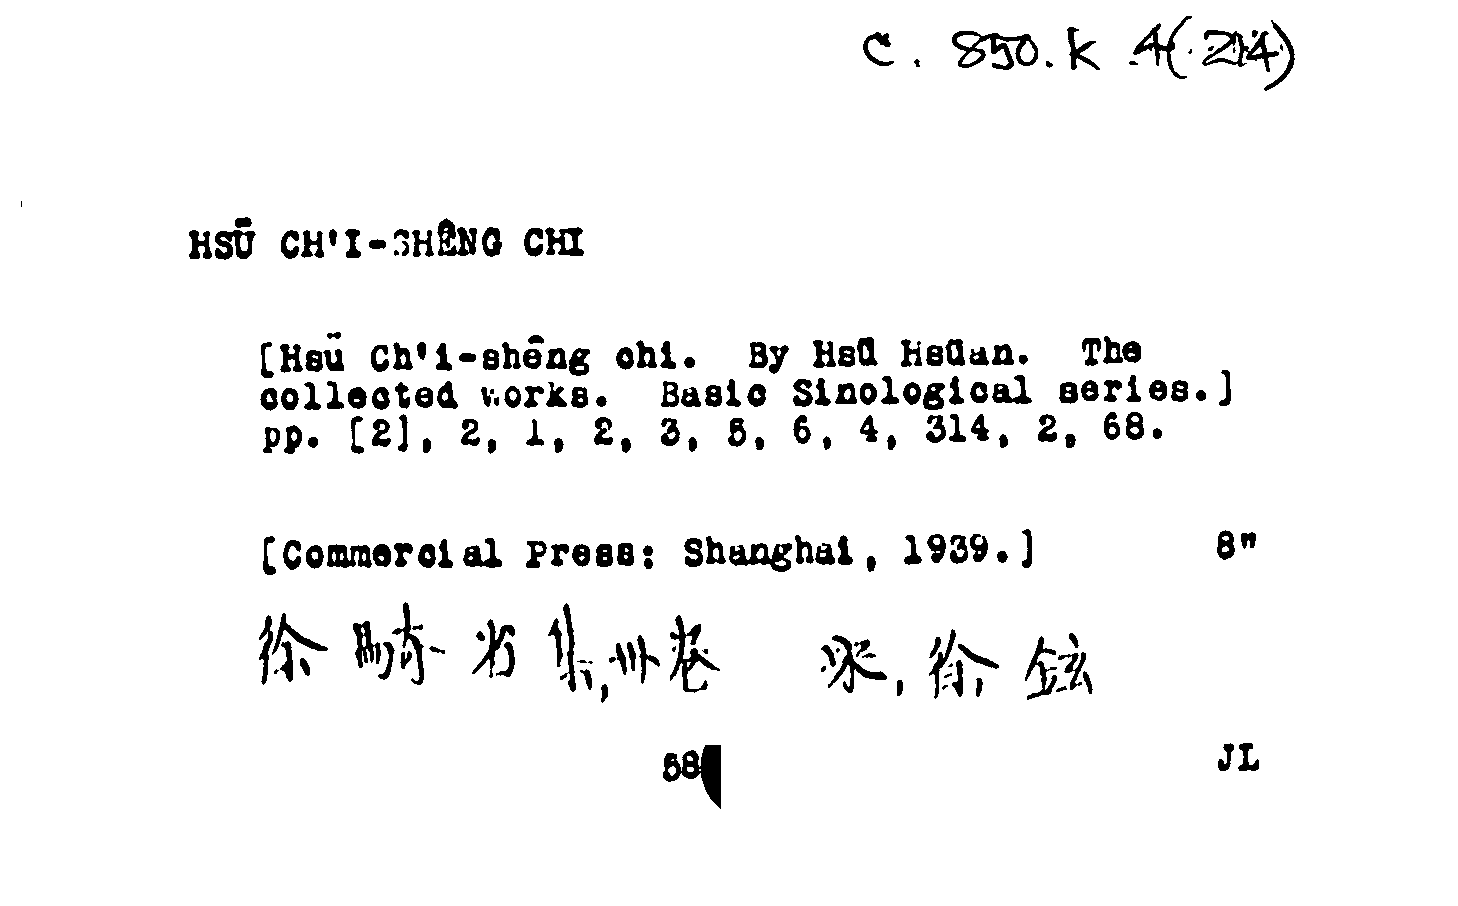 C. 850.k.4(214)
HSÜ CH'I-SHÊNG CHI
[Hsü Ch'i-shêng chi. By Hsü Hsüan. The
collected works. Basic Sinological series.]
pp. [2], 2, 1, 2, 3, 5, 6, 4, 314, 2, 68.
[Commercial Press: Shanghai, 1939.] 8"
徐騎省集, 卅卷 宋, 徐鉉
58 JL